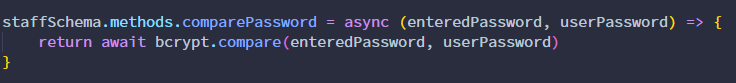 staffSchema.methods.comparePassword = async (enteredPassword, userPassword) => {
    return await bcrypt.compare(enteredPassword, userPassword)
}